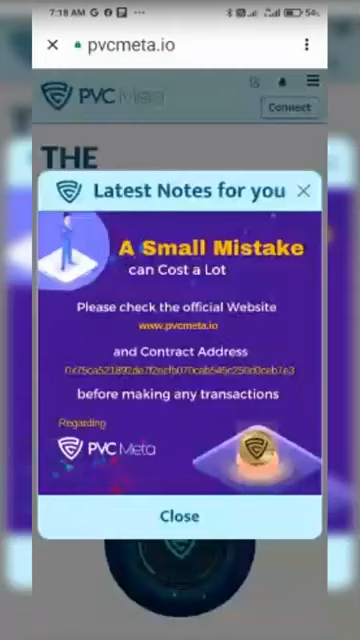 7:18 AM G ... 54%
pvcmeta.io
PVC Meta
Connect
THE
Latest Notes for you
A Small Mistake
can Cost a Lot
Please check the official Website
www.pvcmeta.io
and Contract Address
before making any transactions
Regarding
PVC Meta
Close